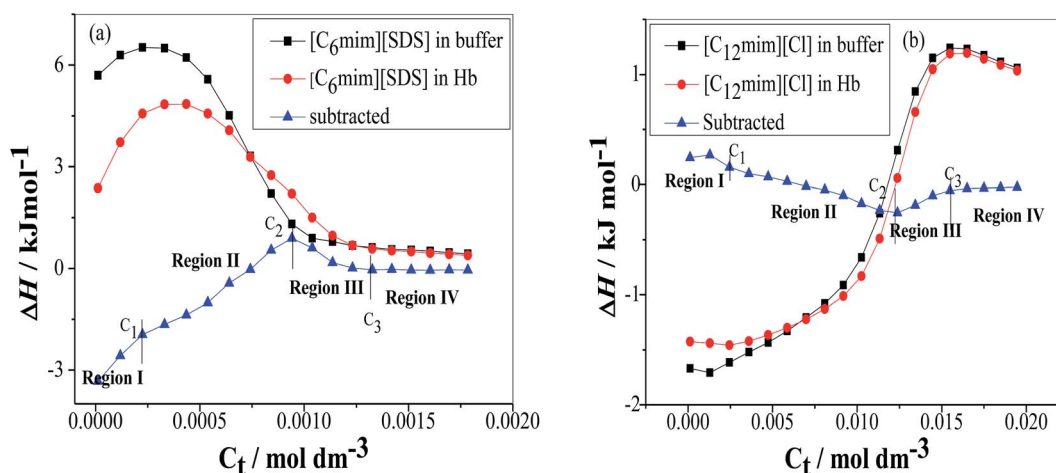 (a)
[C6mim][SDS] in buffer
[C6mim][SDS] in Hb
subtracted
6
3
0
-3
ΔH / kJmol-1
C1
C2
C3
Region I
Region II
Region III
Region IV
0.0000
0.0005
0.0010
0.0015
0.0020
Ct / mol dm-3
(b)
[C12mim][Cl] in buffer
[C12mim][Cl] in Hb
Subtracted
1
0
-1
-2
ΔH / kJ mol-1
C1
C2
C3
Region I
Region II
Region III
Region IV
0.000
0.005
0.010
0.015
0.020
Ct / mol dm-3